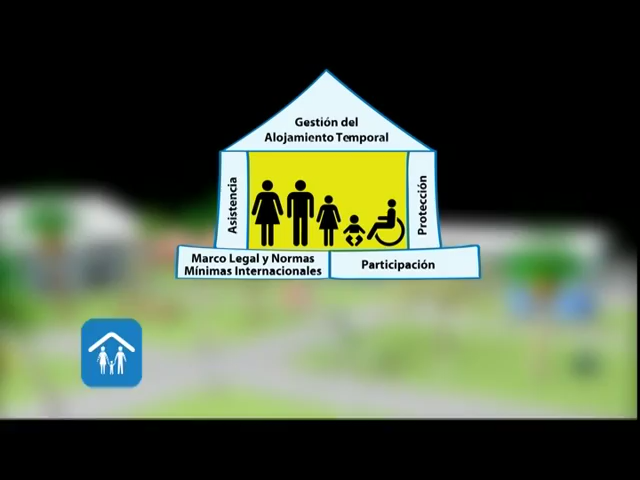 Gestión del
Alojamiento Temporal
Asistencia
Protección
Marco Legal y Normas
Mínimas Internacionales
Participación